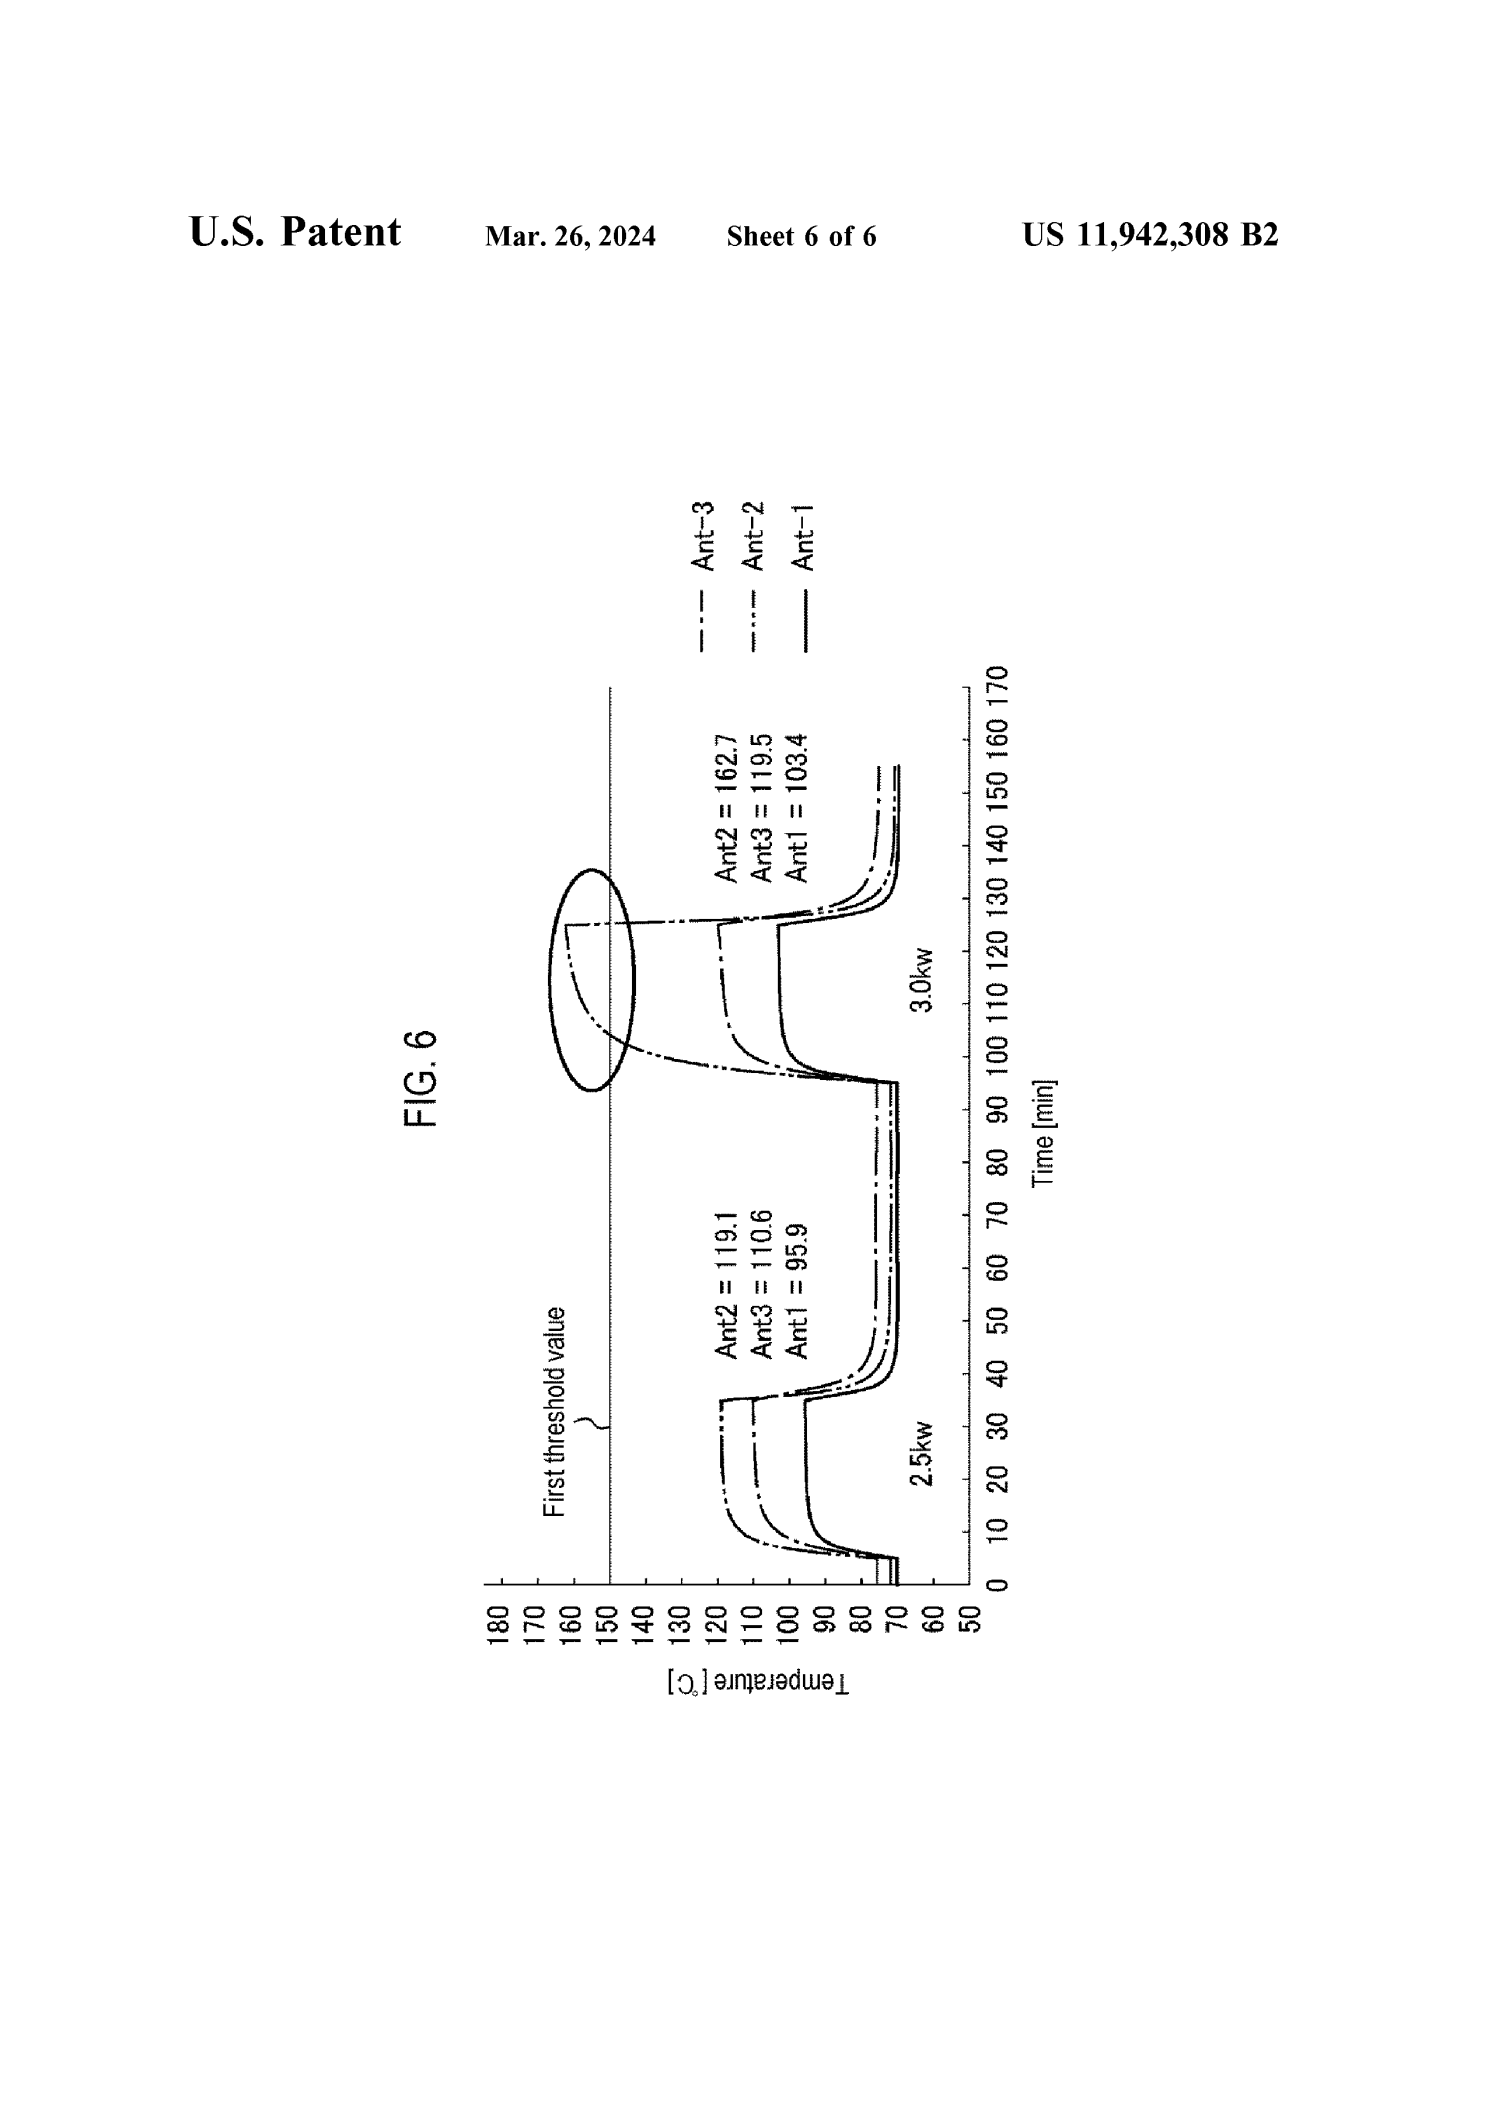 U.S. Patent Mar. 26, 2024 Sheet 6 of 6 US 11,942,308 B2
FIG. 6
Temperature [°C]
180
170
160
150
140
130
120
110
100
90
80
70
60
50
First threshold value
Ant2 = 119.1
Ant3 = 110.6
Ant1 = 95.9
2.5kw
Ant2 = 162.7
Ant3 = 119.5
Ant1 = 103.4
3.0kw
Ant-3
Ant-2
Ant-1
0 10 20 30 40 50 60 70 80 90 100 110 120 130 140 150 160 170
Time [min]